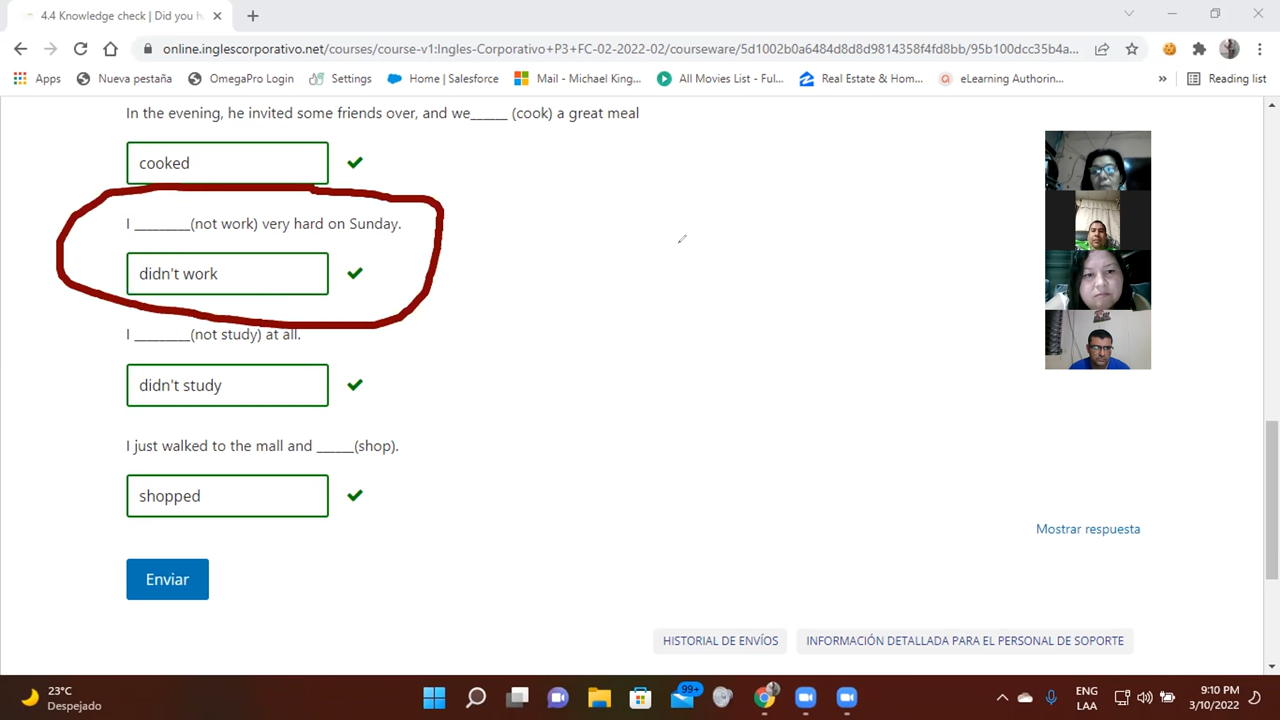 4.4 Knowledge check | Did you h
online.inglescorporativo.net/courses/course-v1:Ingles-Corporativo+P3+FC-02-2022-02/courseware/5d1002b0a6484d8d8d9814358f4fd8bb/95b100dcc35b4a...
Apps Nueva pestaña OmegaPro Login Settings Home | Salesforce Mail - Michael King... All Movies List - Ful... Real Estate & Hom... eLearning Authorin... » Reading list
In the evening, he invited some friends over, and we______ (cook) a great meal
cooked
I _________(not work) very hard on Sunday.
didn't work
I _________(not study) at all.
didn't study
I just walked to the mall and ______(shop).
shopped
Mostrar respuesta
Enviar
HISTORIAL DE ENVÍOS INFORMACIÓN DETALLADA PARA EL PERSONAL DE SOPORTE
23°C
Despejado
99+
ENG
LAA
9:10 PM
3/10/2022